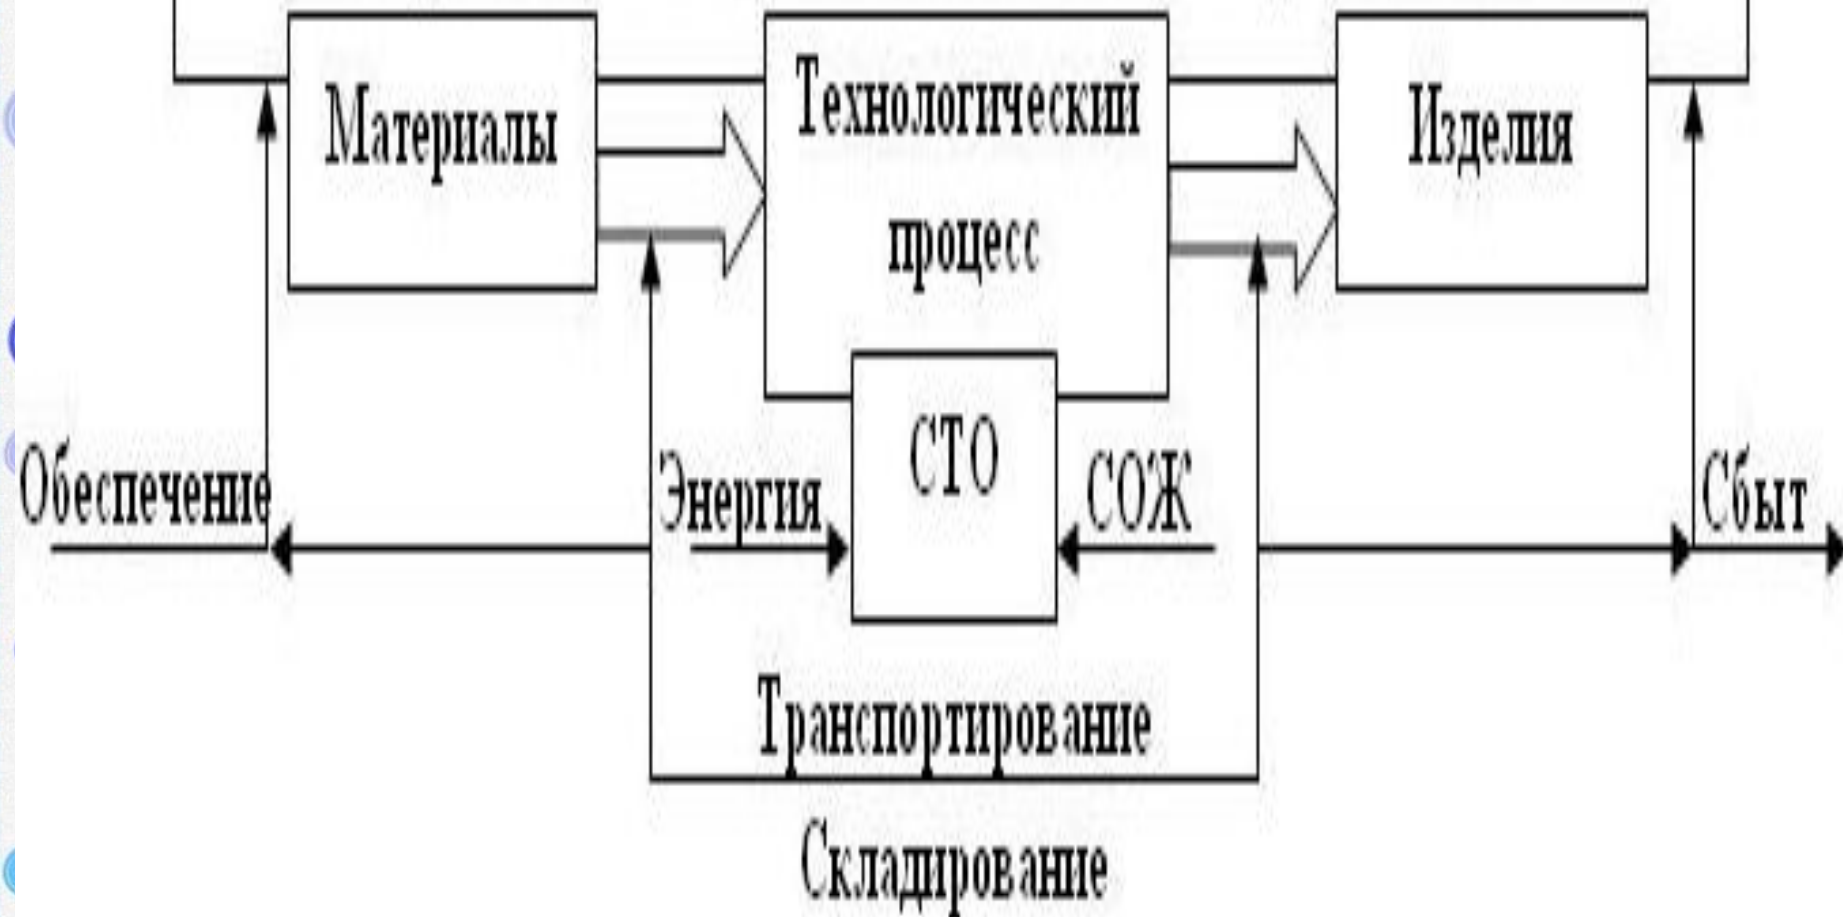 Материалы
Технологический
процесс
Изделия
Обеспечение
Энергия
СТО
СОЖ
Сбыт
Транспортирование
Складирование